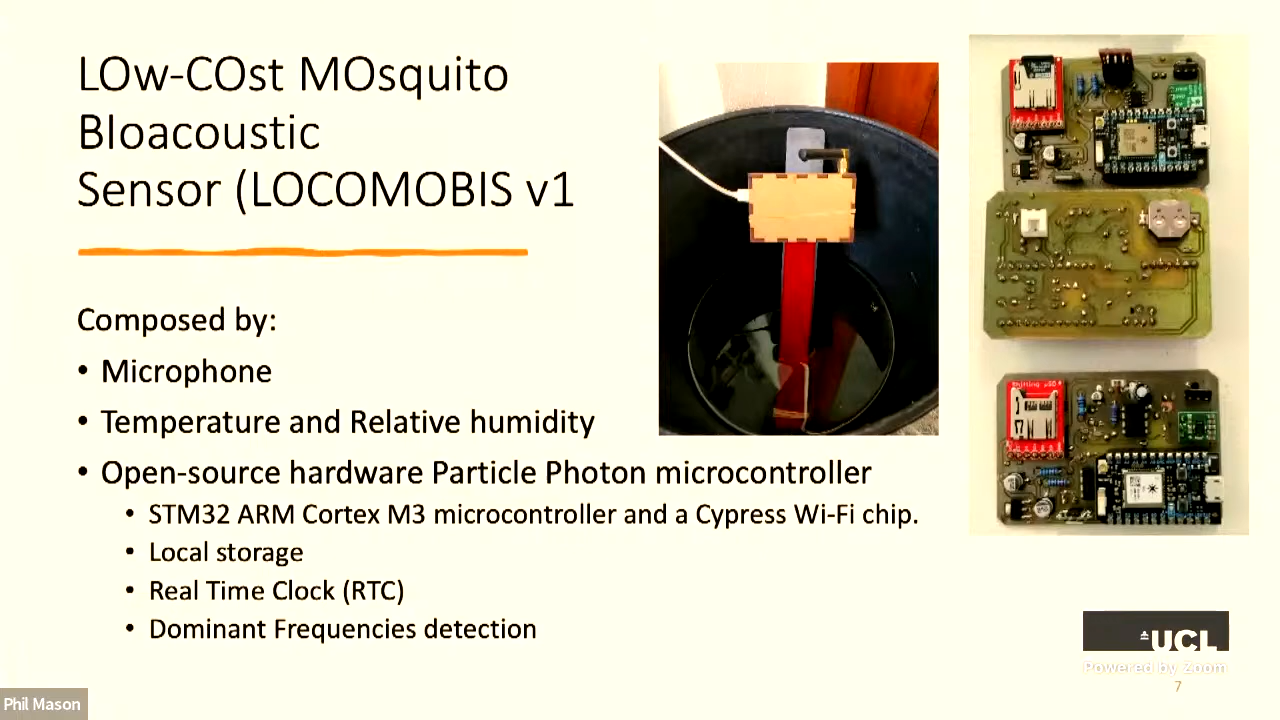 LOw-COst MOsquito
BIoacoustic
Sensor (LOCOMOBIS v1
Composed by:
• Microphone
• Temperature and Relative humidity
• Open-source hardware Particle Photon microcontroller
• STM32 ARM Cortex M3 microcontroller and a Cypress Wi-Fi chip.
• Local storage
• Real Time Clock (RTC)
• Dominant Frequencies detection
UCL
Powered by Zoom
7
Phil Mason